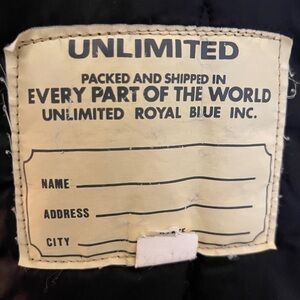 UNLIMITED
PACKED AND SHIPPED IN
EVERY PART OF THE WORLD
UNLIMITED ROYAL BLUE INC.
NAME
ADDRESS
CITY